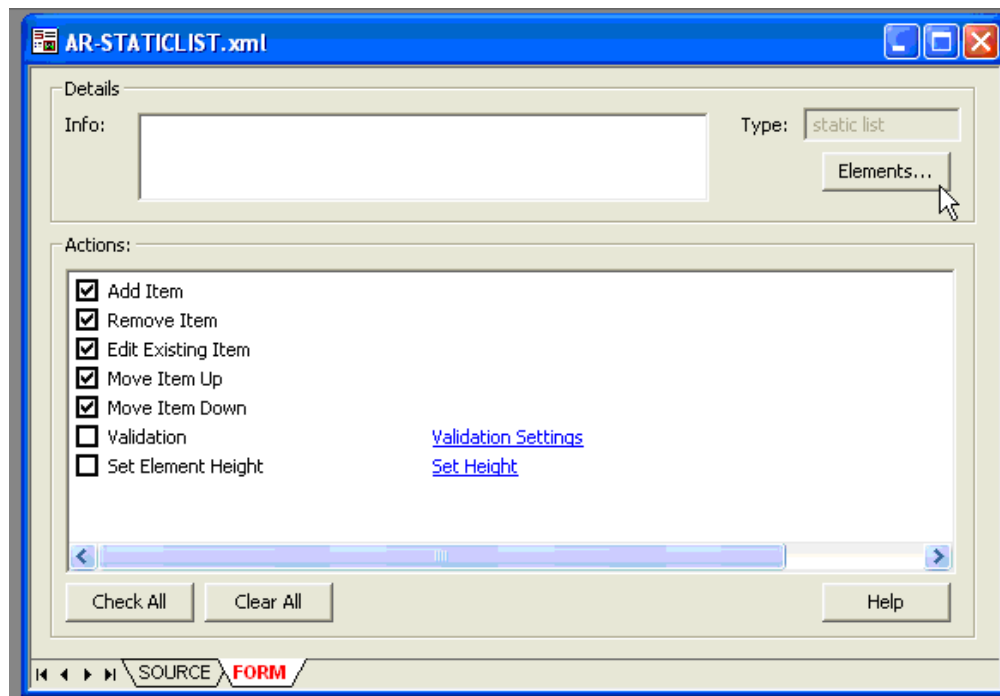 AR-STATICLIST.xml
Details
Info:
Type: static list
Elements...
Actions:
Add Item
Remove Item
Edit Existing Item
Move Item Up
Move Item Down
Validation Validation Settings
Set Element Height Set Height
Check All Clear All Help
SOURCE FORM